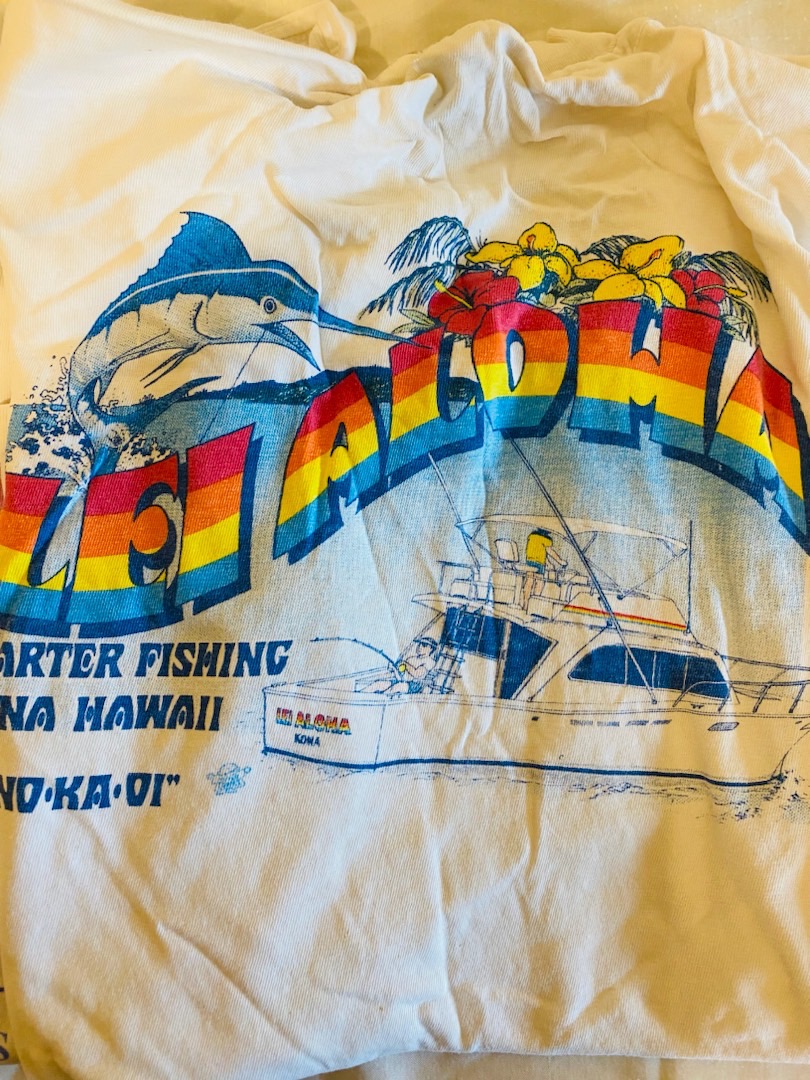 LEI ALOHA
ARTER FISHING
NA HAWAII
NO•KA•OI"
LEI ALOHA
KONA
S